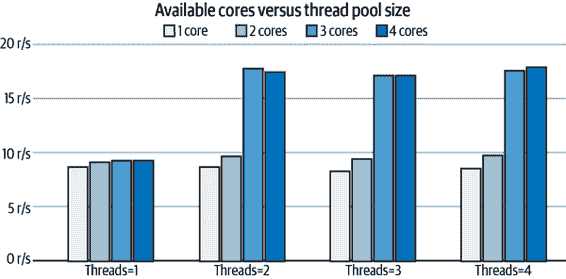 Available cores versus thread pool size
1 core 2 cores 3 cores 4 cores
20 r/s
15 r/s
10 r/s
5 r/s
0 r/s
Threads=1 Threads=2 Threads=3 Threads=4